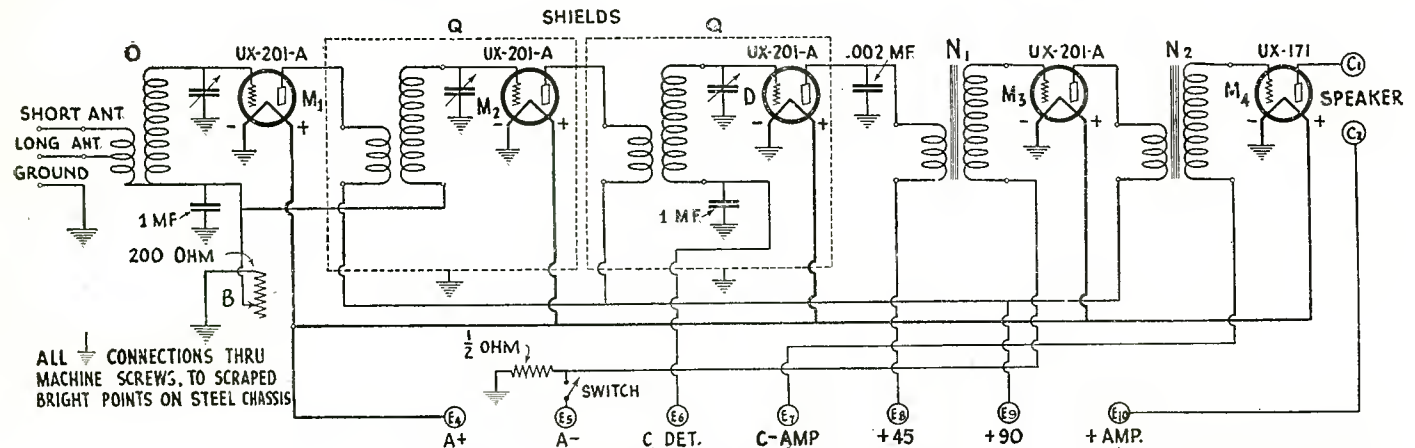 SHIELDS
O
UX-201-A
M1
Q
UX-201-A
M2
Q
UX-201-A
D
.002 MF.
N1
UX-201-A
M3
N2
UX-171
M4
C1
SPEAKER
C2
- +
- +
- +
- +
- +
SHORT ANT.
LONG ANT.
GROUND
1 MF.
1 MF.
200 OHM
B
ALL CONNECTIONS THRU
MACHINE SCREWS, TO SCRAPED
BRIGHT POINTS ON STEEL CHASSIS
1/2 OHM
SWITCH
E4 E5 E6 E7 E8 E9 E10
A+ A- C DET. C-AMP +45 +90 +AMP.